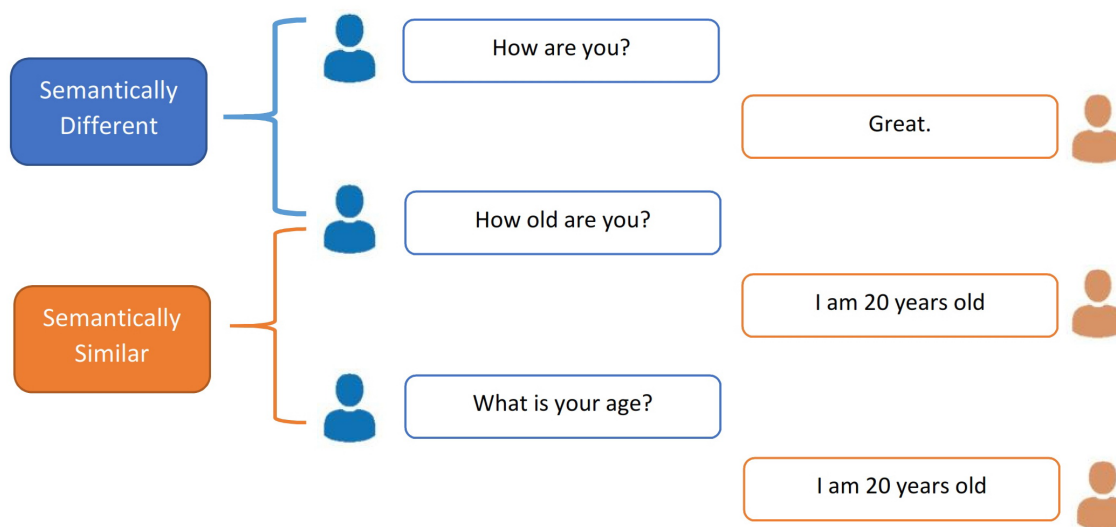 How are you?
Semantically
Different
Great.
How old are you?
I am 20 years old
Semantically
Similar
What is your age?
I am 20 years old